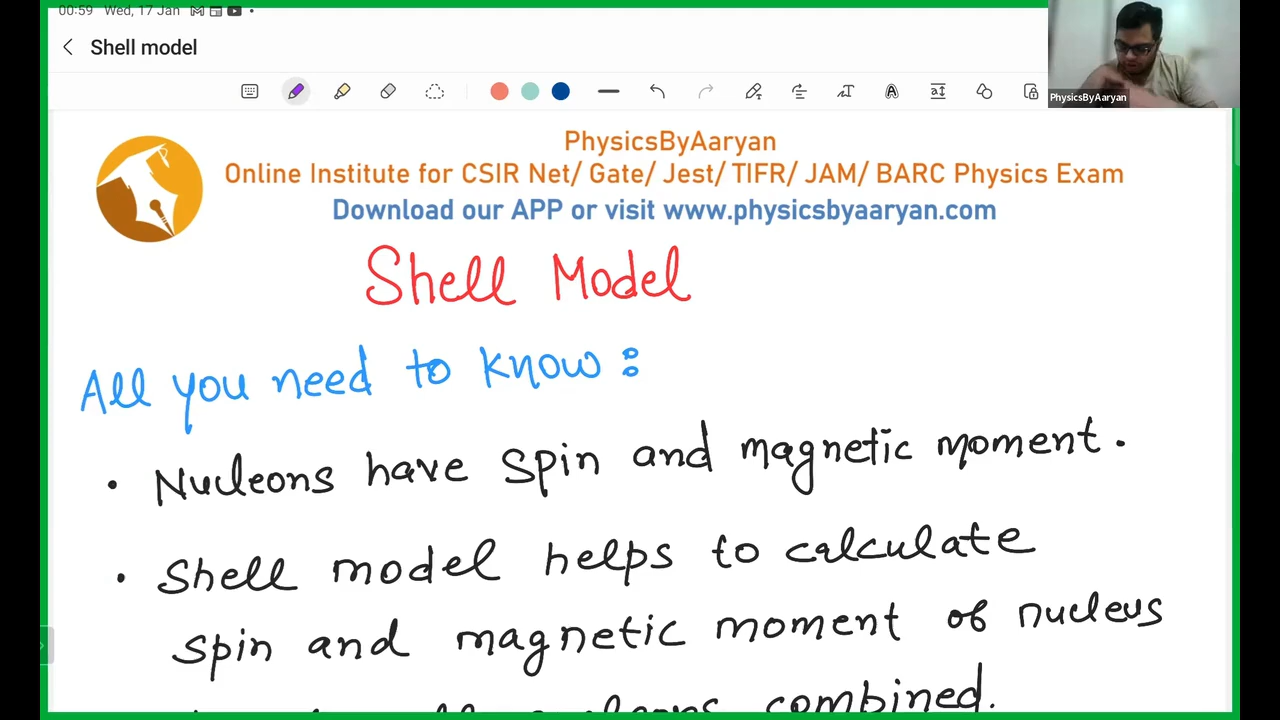 00:59 Wed, 17 Jan
Shell model
PhysicsByAaryan
PhysicsByAaryan
Online Institute for CSIR Net/ Gate/ Jest/ TIFR/ JAM/ BARC Physics Exam
Download our APP or visit www.physicsbyaaryan.com
Shell Model
All you need to know:
• Nucleons have spin and magnetic moment.
• Shell model helps to calculate
spin and magnetic moment of nucleus
nucleons combined.